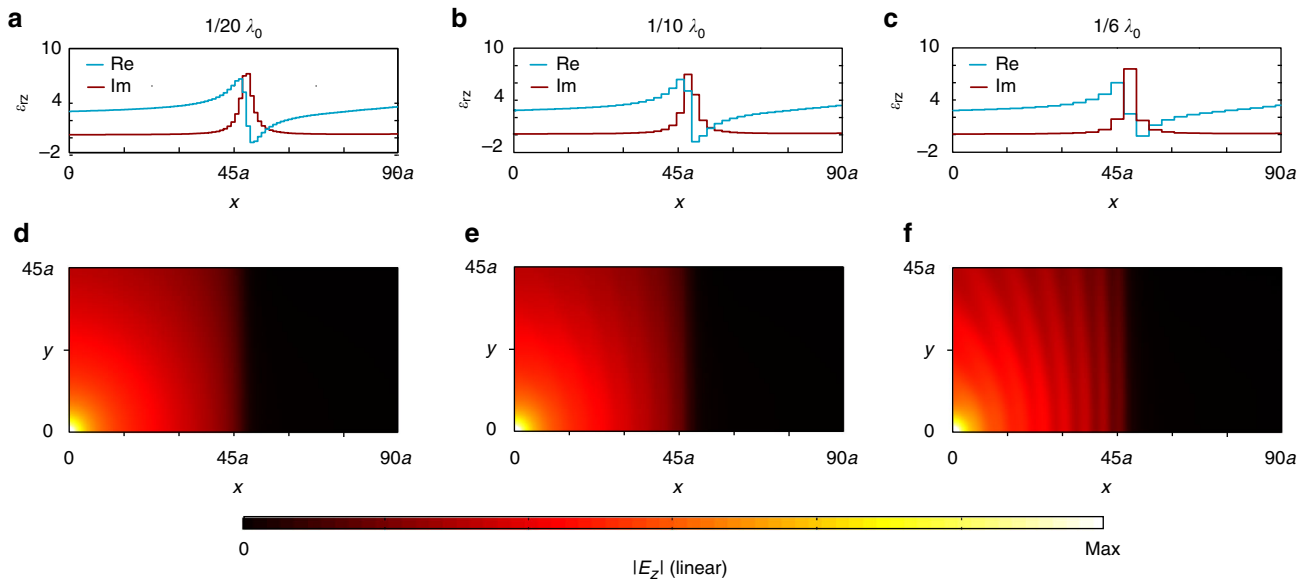 a
1/20 λ0
10
4
−2
εrz
Re
Im
0
45a
90a
x
b
1/10 λ0
10
4
−2
εrz
Re
Im
0
45a
90a
x
c
1/6 λ0
10
4
−2
εrz
Re
Im
0
45a
90a
x
d
45a
y
0
0
45a
90a
x
e
45a
y
0
0
45a
90a
x
f
45a
y
0
0
45a
90a
x
0
Max
|Ez| (linear)